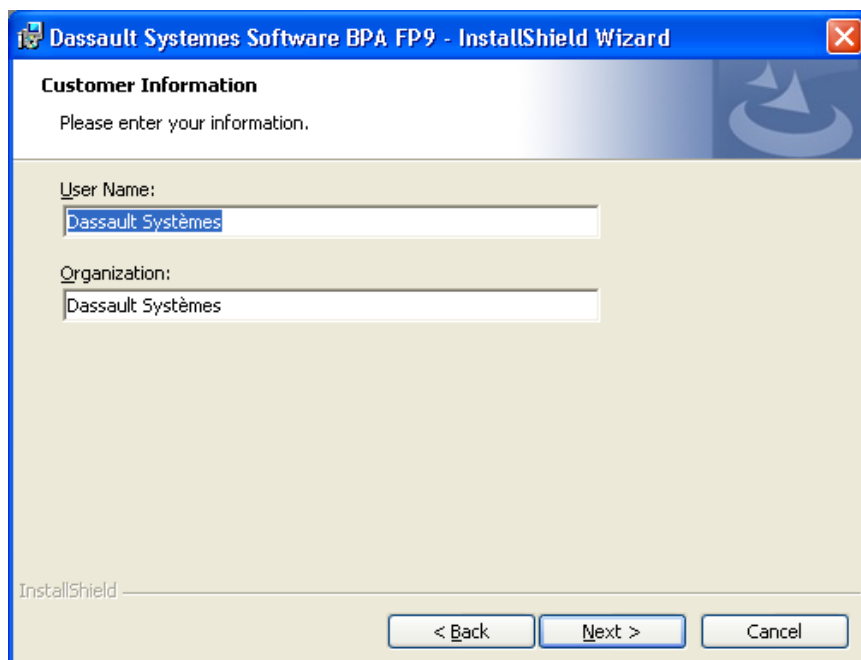 Dassault Systemes Software BPA FP9 - InstallShield Wizard
Customer Information
Please enter your information.
User Name:
Dassault Systèmes
Organization:
Dassault Systèmes
InstallShield
< Back Next > Cancel